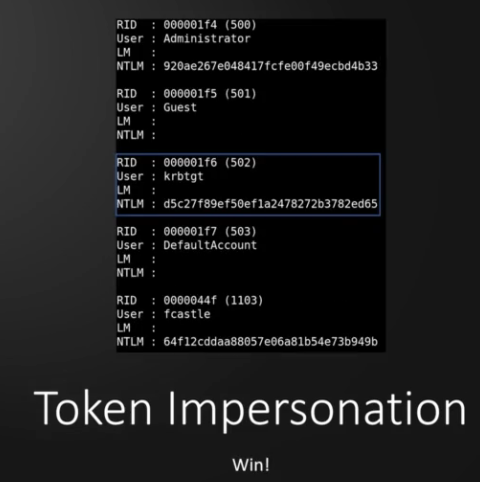 RID  : 000001f4 (500)
User : Administrator
LM   :
NTLM : 920ae267e048417fcfe00f49ecbd4b33
RID  : 000001f5 (501)
User : Guest
LM   :
NTLM :
RID  : 000001f6 (502)
User : krbtgt
LM   :
NTLM : d5c27f89ef50ef1a2478272b3782ed65
RID  : 000001f7 (503)
User : DefaultAccount
LM   :
NTLM :
RID  : 0000044f (1103)
User : fcastle
LM   :
NTLM : 64f12cddaa88057e06a81b54e73b949b
Token Impersonation
Win!